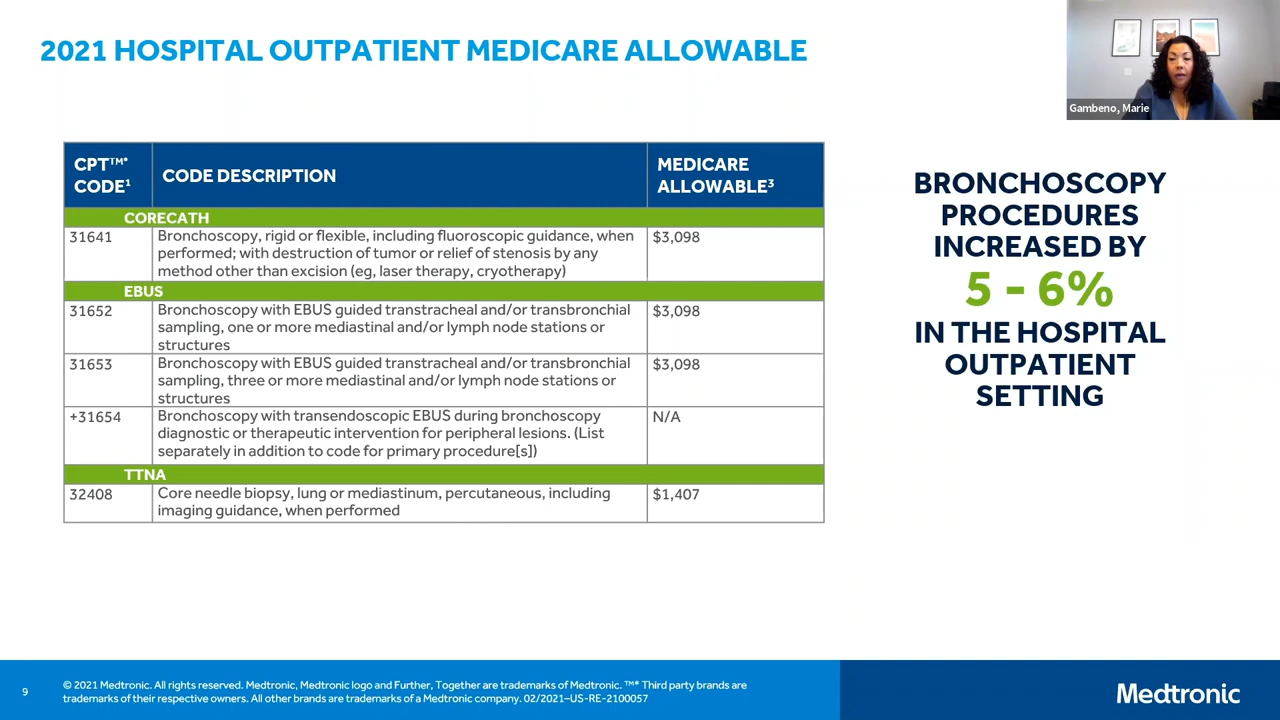 2021 HOSPITAL OUTPATIENT MEDICARE ALLOWABLE
Gambeno, Marie
CPT™* CODE¹
CODE DESCRIPTION
MEDICARE ALLOWABLE³
CORECATH
31641
Bronchoscopy, rigid or flexible, including fluoroscopic guidance, when
performed; with destruction of tumor or relief of stenosis by any
method other than excision (eg, laser therapy, cryotherapy)
$3,098
EBUS
31652
Bronchoscopy with EBUS guided transtracheal and/or transbronchial
sampling, one or more mediastinal and/or lymph node stations or
structures
$3,098
31653
Bronchoscopy with EBUS guided transtracheal and/or transbronchial
sampling, three or more mediastinal and/or lymph node stations or
structures
$3,098
+31654
Bronchoscopy with transendoscopic EBUS during bronchoscopy
diagnostic or therapeutic intervention for peripheral lesions. (List
separately in addition to code for primary procedure[s])
N/A
TTNA
32408
Core needle biopsy, lung or mediastinum, percutaneous, including
imaging guidance, when performed
$1,407
BRONCHOSCOPY
PROCEDURES
INCREASED BY
5 - 6%
IN THE HOSPITAL
OUTPATIENT
SETTING
9
© 2021 Medtronic. All rights reserved. Medtronic, Medtronic logo and Further, Together are trademarks of Medtronic. ™* Third party brands are
trademarks of their respective owners. All other brands are trademarks of a Medtronic company. 02/2021–US-RE-2100057
Medtronic